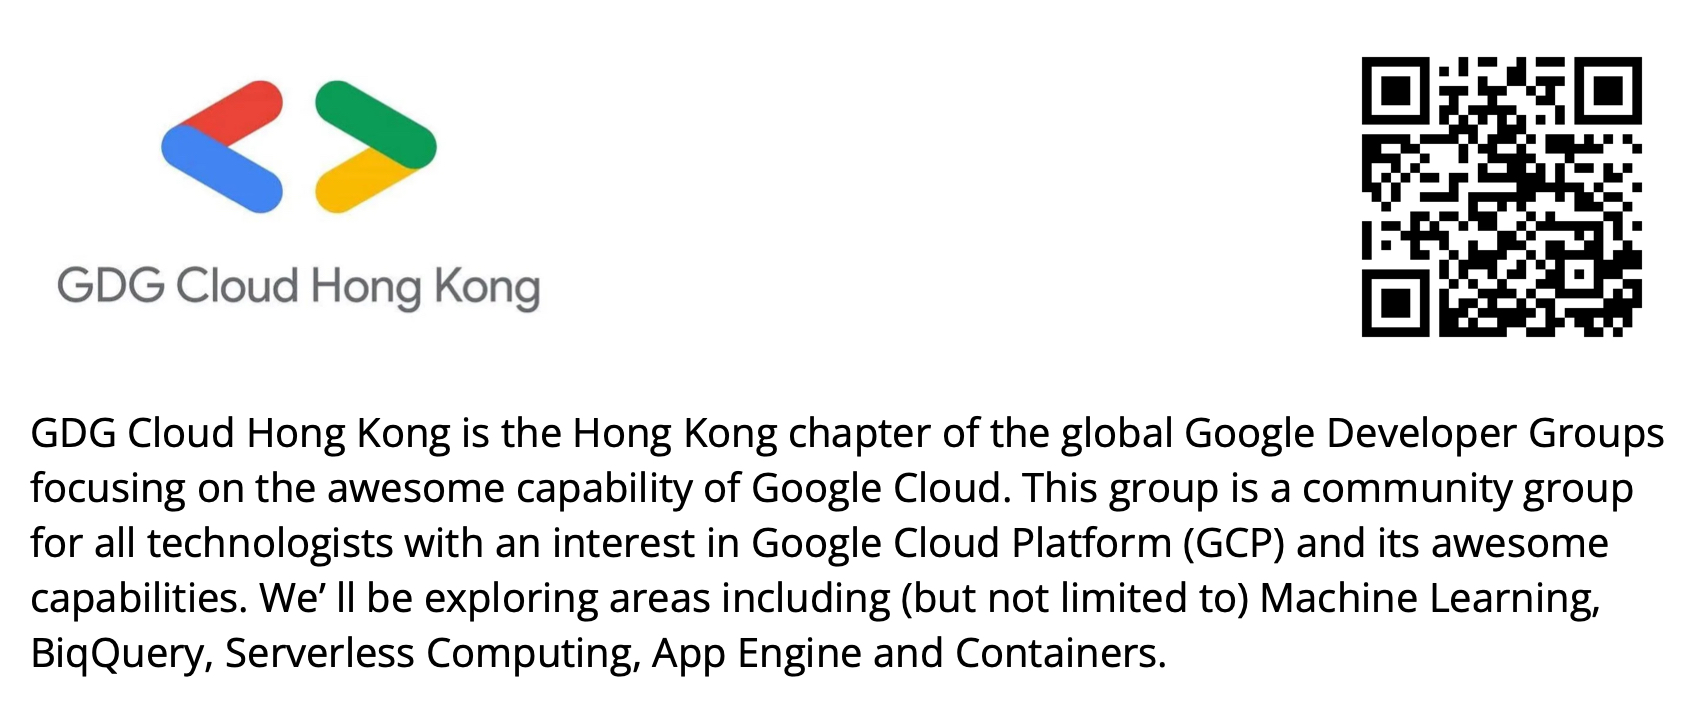 GDG Cloud Hong Kong
GDG Cloud Hong Kong is the Hong Kong chapter of the global Google Developer Groups
focusing on the awesome capability of Google Cloud. This group is a community group
for all technologists with an interest in Google Cloud Platform (GCP) and its awesome
capabilities. We’ ll be exploring areas including (but not limited to) Machine Learning,
BiqQuery, Serverless Computing, App Engine and Containers.